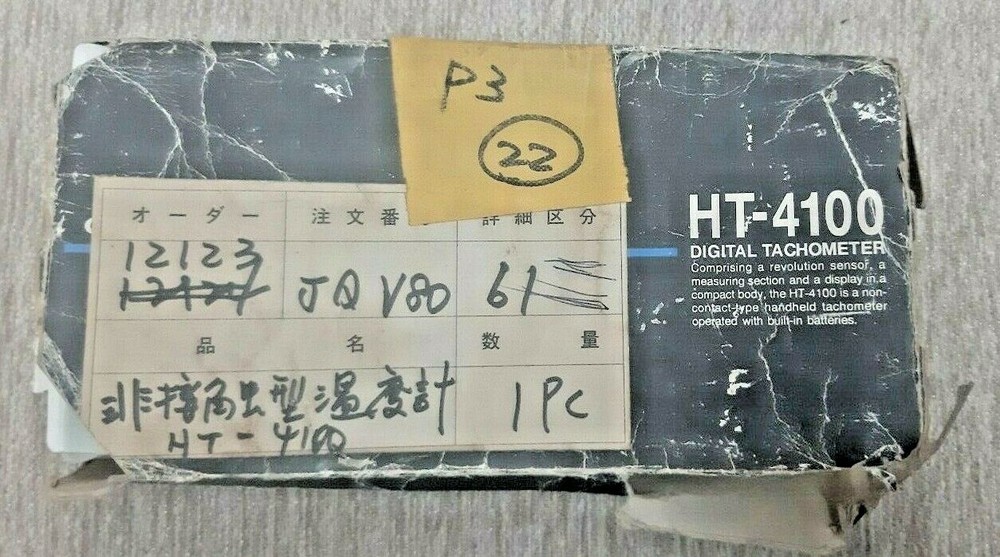 P3
22
オーダー 注文番 詳細区分
12123
JQ V80 61
品名 数量
非接触型温度計 1PC
HT-4100
HT-4100
DIGITAL TACHOMETER
Comprising a revolution sensor, a
measuring section and a display in a
compact body, the HT-4100 is a non-
contact-type handheld tachometer
operated with built-in batteries.